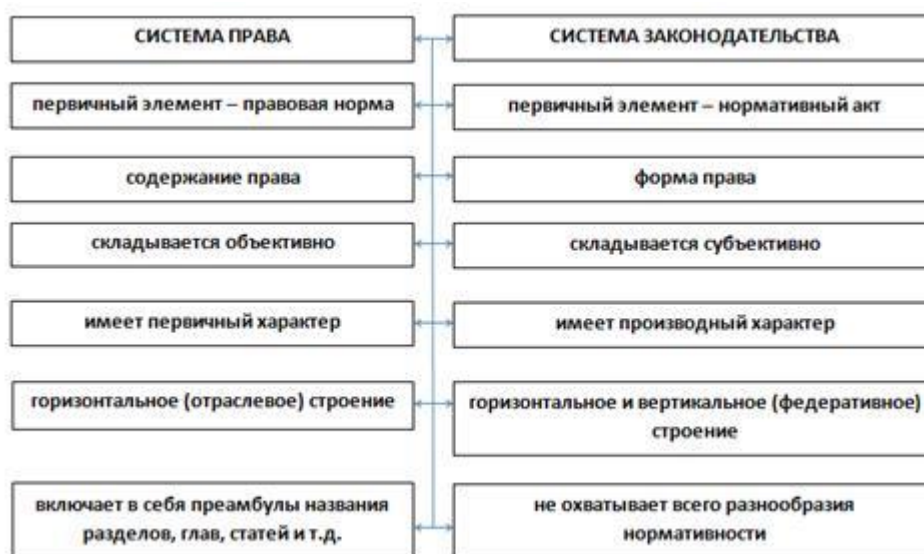 СИСТЕМА ПРАВА
СИСТЕМА ЗАКОНОДАТЕЛЬСТВА
первичный элемент – правовая норма
первичный элемент – нормативный акт
содержание права
форма права
складывается объективно
складывается субъективно
имеет первичный характер
имеет производный характер
горизонтальное (отраслевое) строение
горизонтальное и вертикальное (федеративное)
строение
включает в себя преамбулы названия
разделов, глав, статей и т.д.
не охватывает всего разнообразия
нормативности